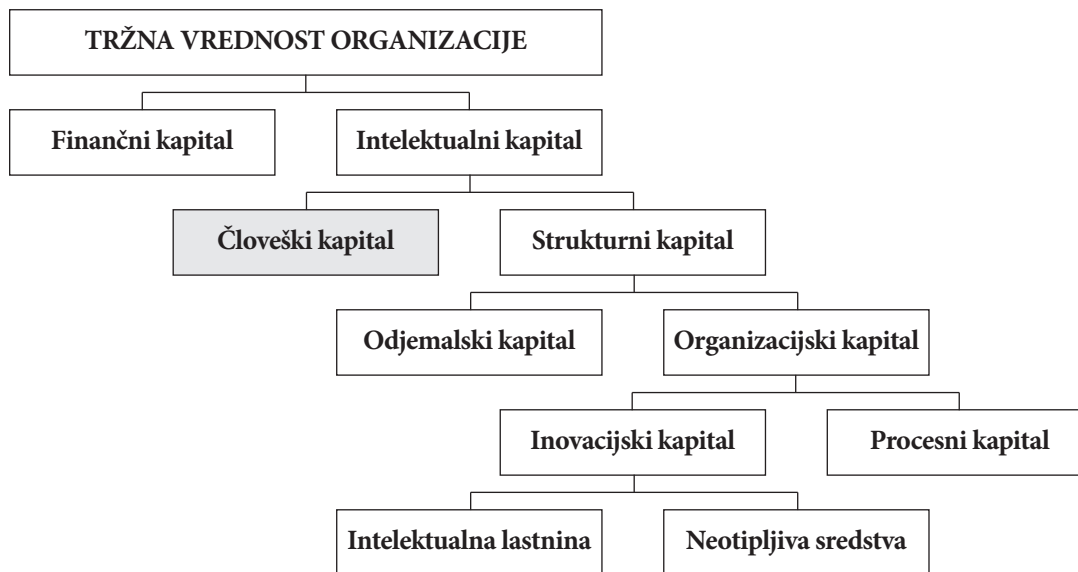 TRŽNA VREDNOST ORGANIZACIJE
Finančni kapital
Intelektualni kapital
Človeški kapital
Strukturni kapital
Odjemalski kapital
Organizacijski kapital
Inovacijski kapital
Procesni kapital
Intelektualna lastnina
Neotipljiva sredstva